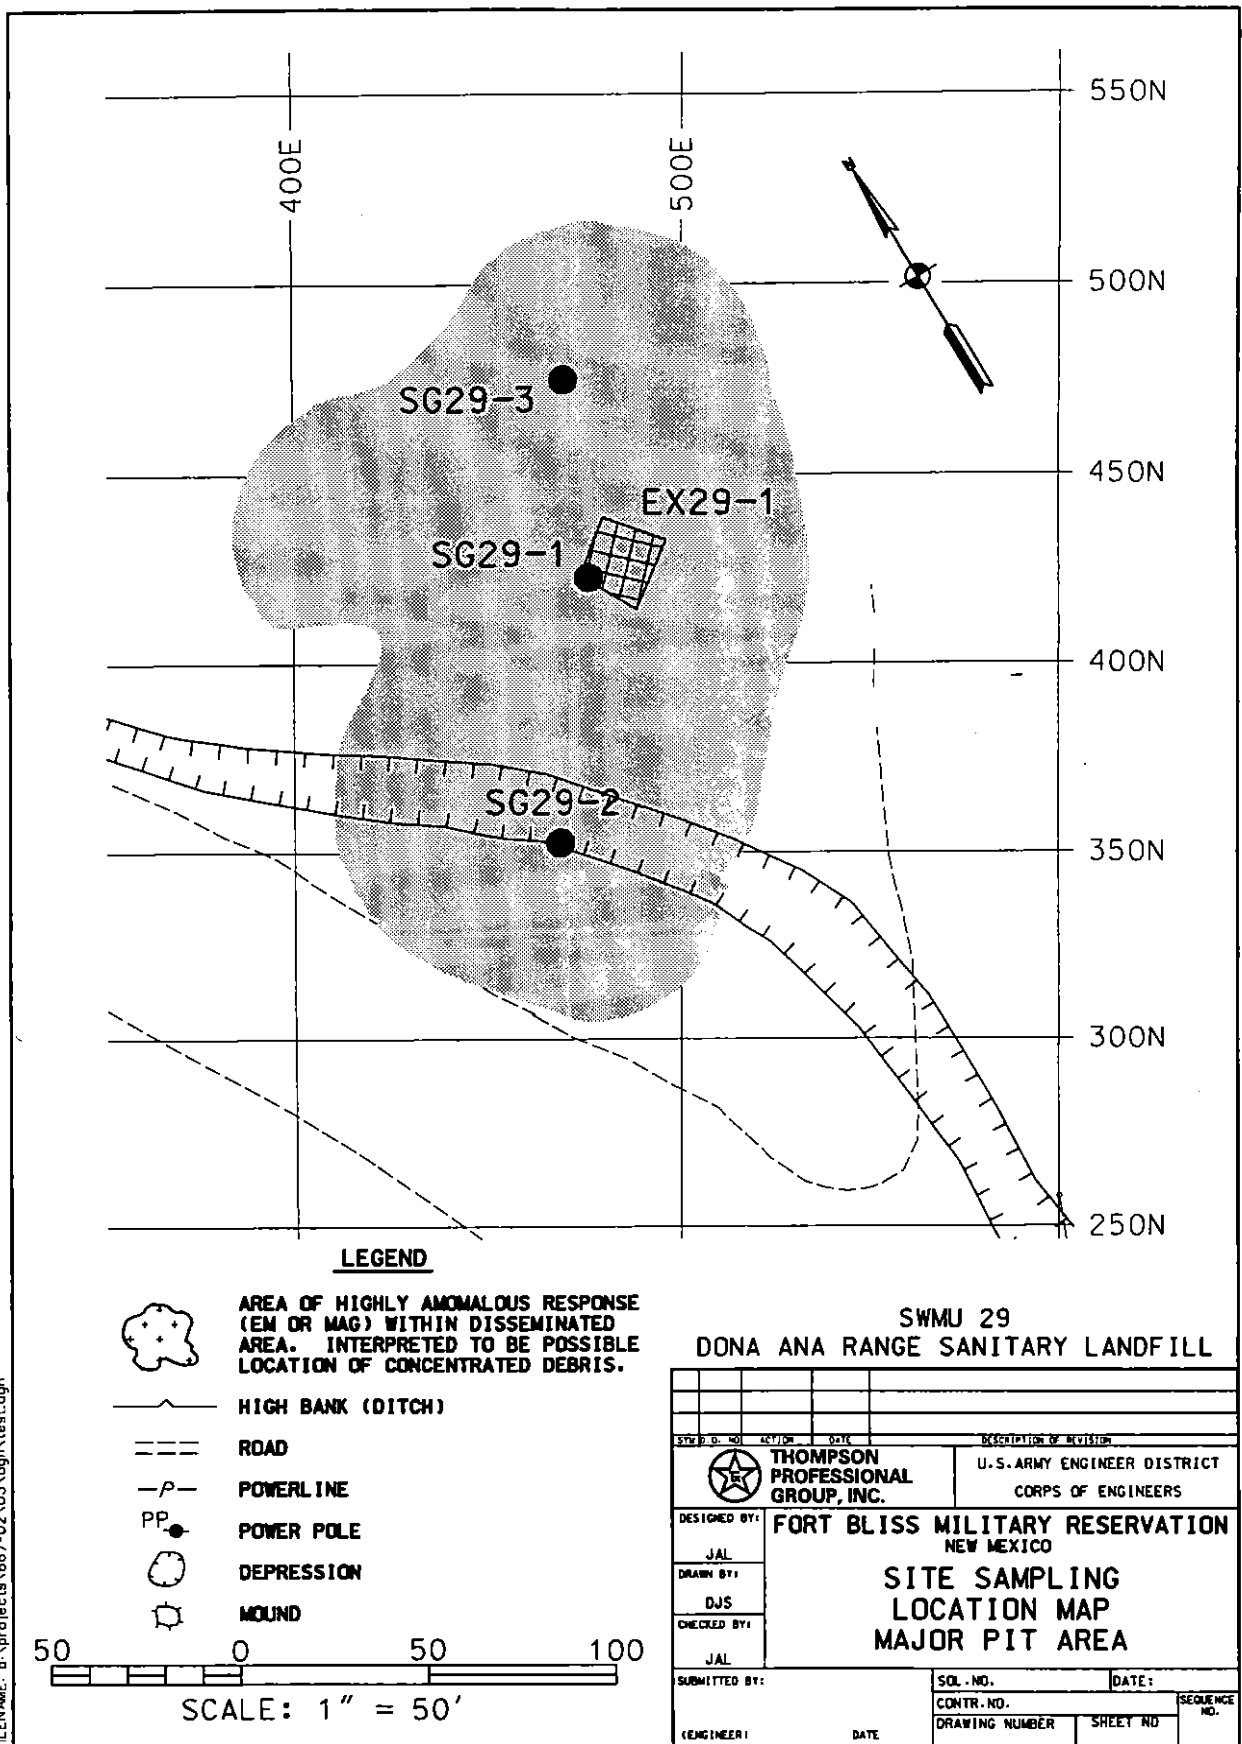 550N
400E
500E
500N
SG29-3
450N
EX29-1
SG29-1
400N
SG29-2
350N
300N
250N
LEGEND
AREA OF HIGHLY ANOMALOUS RESPONSE
(EM OR MAG) WITHIN DISSEMINATED
AREA. INTERPRETED TO BE POSSIBLE
LOCATION OF CONCENTRATED DEBRIS.
HIGH BANK (DITCH)
ROAD
—P— POWERLINE
PP POWER POLE
DEPRESSION
MOUND
50 0 50 100
SCALE: 1" = 50'
SWMU 29
DONA ANA RANGE SANITARY LANDFILL
ACTION DATE DESCRIPTION OF REVISION
THOMPSON
PROFESSIONAL
GROUP, INC.
U.S. ARMY ENGINEER DISTRICT
CORPS OF ENGINEERS
DESIGNED BY:
JAL
DRAWN BY:
DJS
CHECKED BY:
JAL
FORT BLISS MILITARY RESERVATION
NEW MEXICO
SITE SAMPLING
LOCATION MAP
MAJOR PIT AREA
SUBMITTED BY:
(ENGINEER) DATE
SOL. NO. DATE:
CONTR. NO. SEQUENCE NO.
DRAWING NUMBER SHEET NO